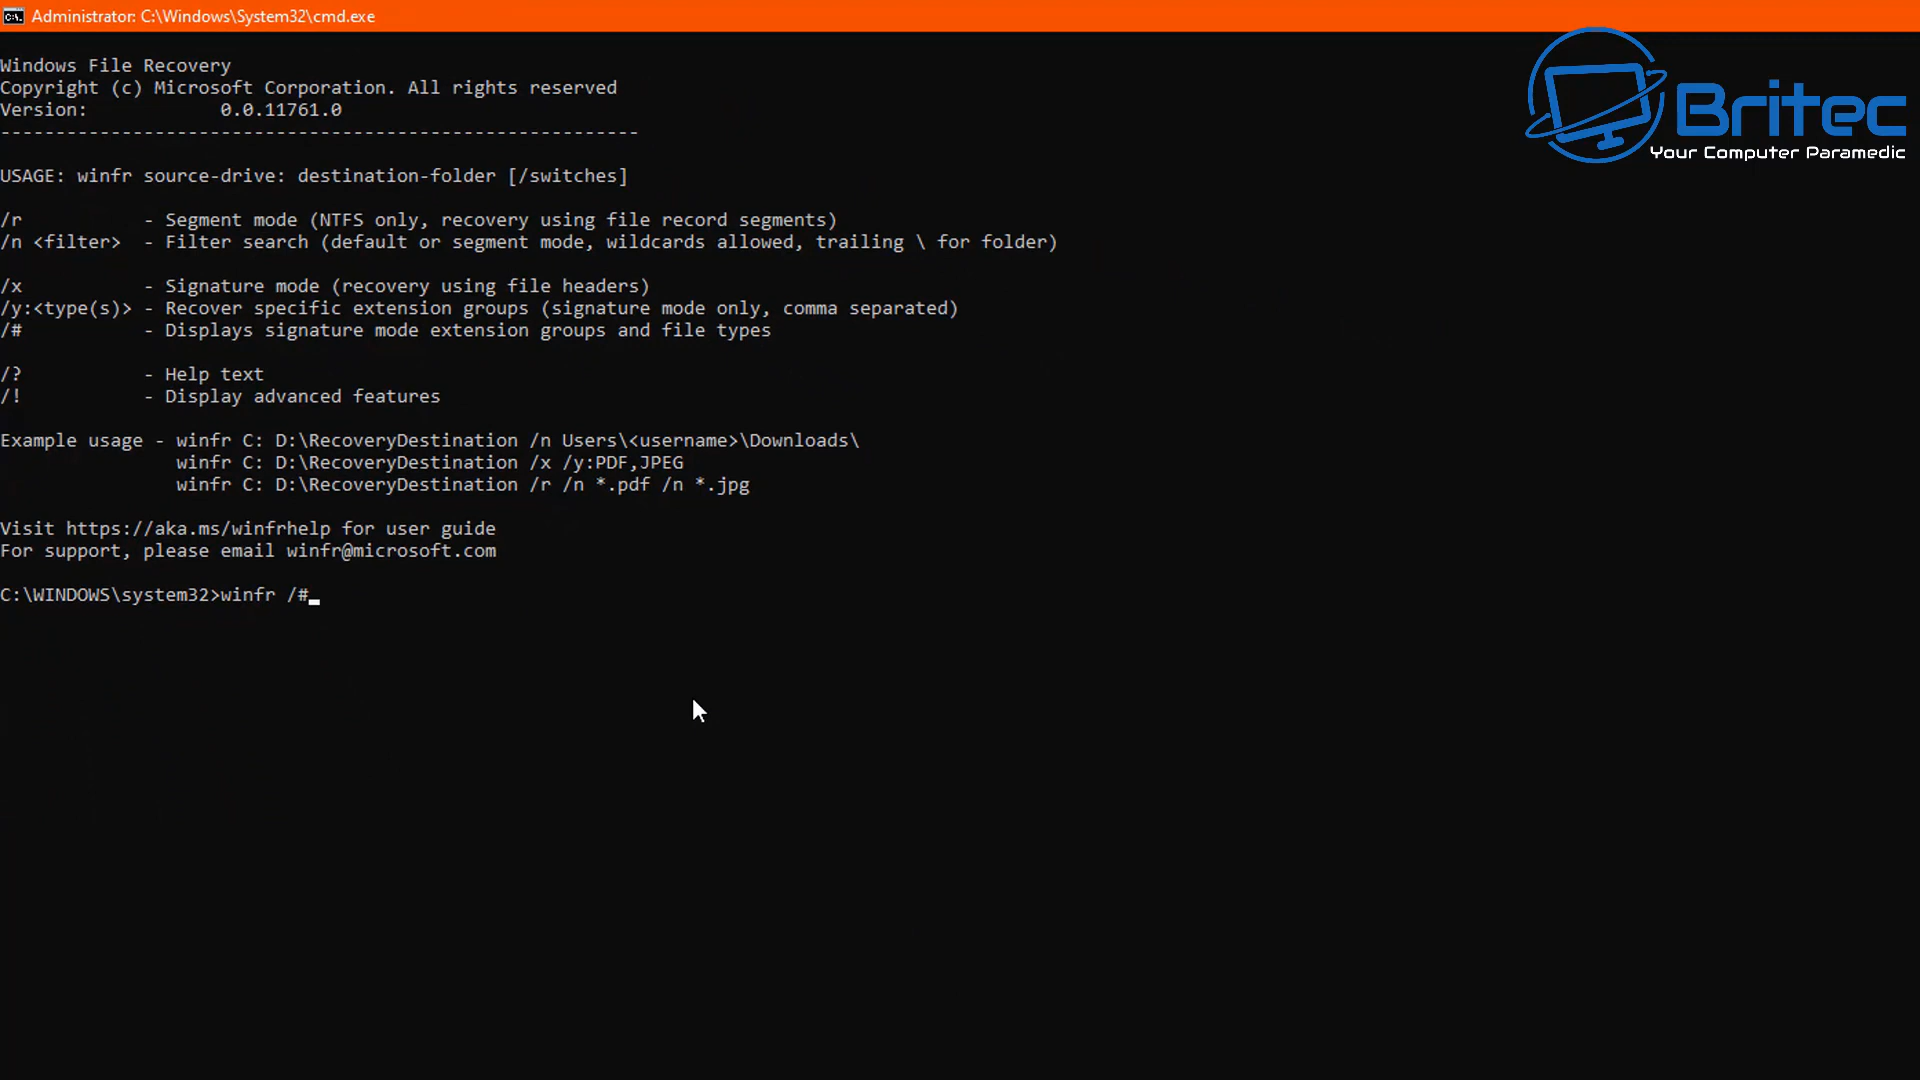 Administrator: C:\Windows\System32\cmd.exe
Windows File Recovery
Copyright (c) Microsoft Corporation. All rights reserved
Version:            0.0.11761.0
----------------------------------------------------------
USAGE: winfr source-drive: destination-folder [/switches]
/r           - Segment mode (NTFS only, recovery using file record segments)
/n <filter>  - Filter search (default or segment mode, wildcards allowed, trailing \ for folder)
/x           - Signature mode (recovery using file headers)
/y:<type(s)> - Recover specific extension groups (signature mode only, comma separated)
/#           - Displays signature mode extension groups and file types
/?           - Help text
/!           - Display advanced features
Example usage - winfr C: D:\RecoveryDestination /n Users\<username>\Downloads\
winfr C: D:\RecoveryDestination /x /y:PDF,JPEG
winfr C: D:\RecoveryDestination /r /n *.pdf /n *.jpg
Visit https://aka.ms/winfrhelp for user guide
For support, please email winfr@microsoft.com
C:\WINDOWS\system32>winfr /#_
Britec
Your Computer Paramedic